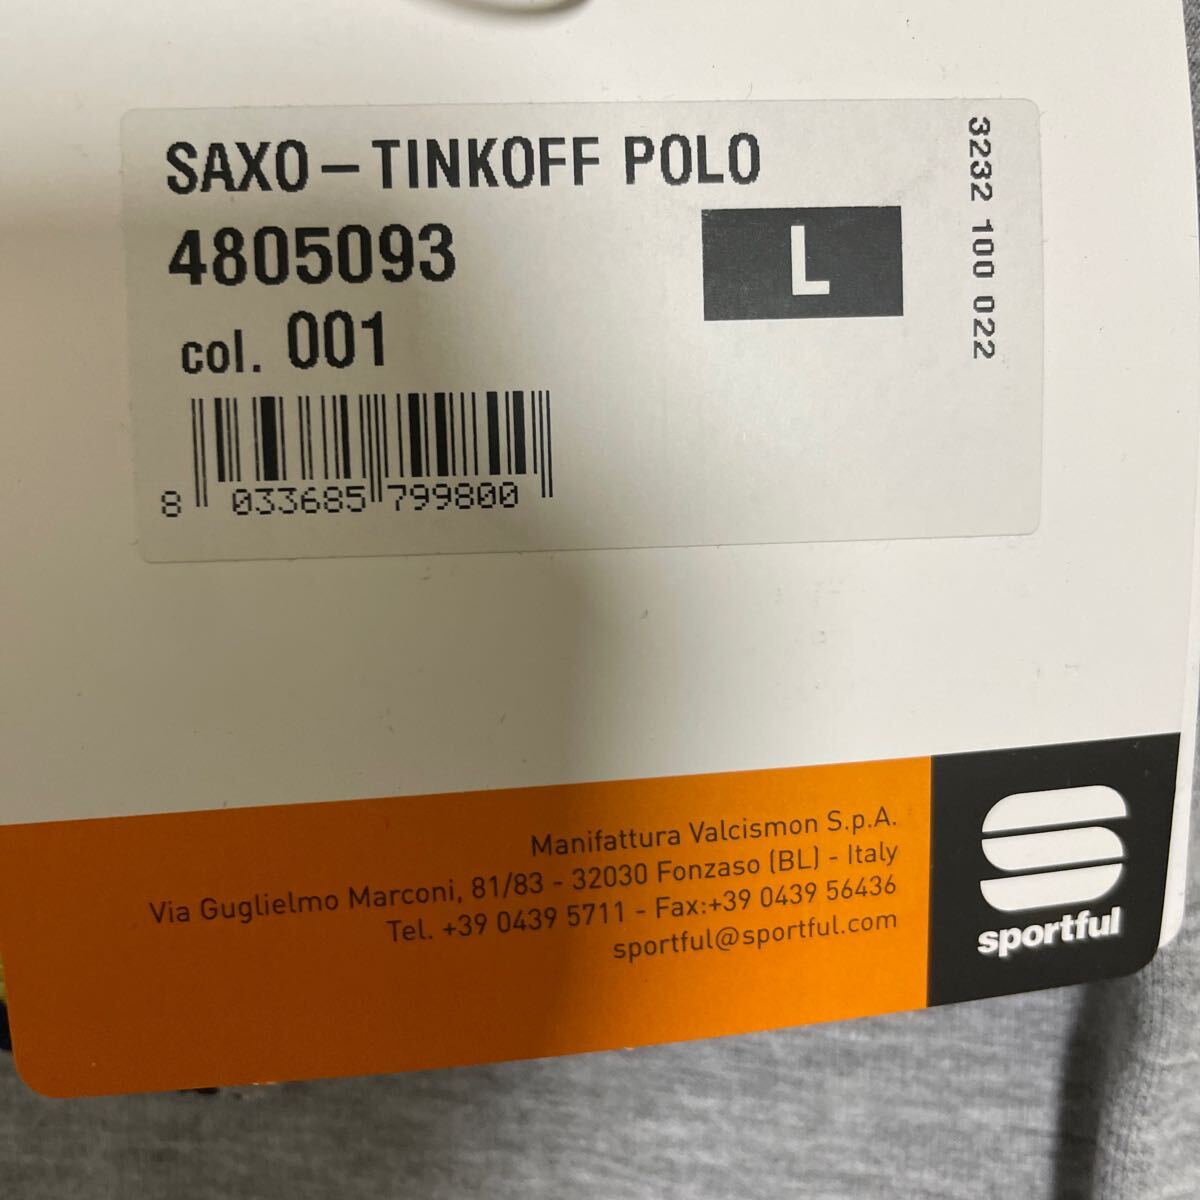 SAXO – TINKOFF POLO
4805093
L
col. 001
3232 100 022
8 033685 799800
Manifattura Valcismon S.p.A.
Via Guglielmo Marconi, 81/83 - 32030 Fonzaso (BL) - Italy
Tel. +39 0439 5711 - Fax:+39 0439 56436
sportful@sportful.com
sportful